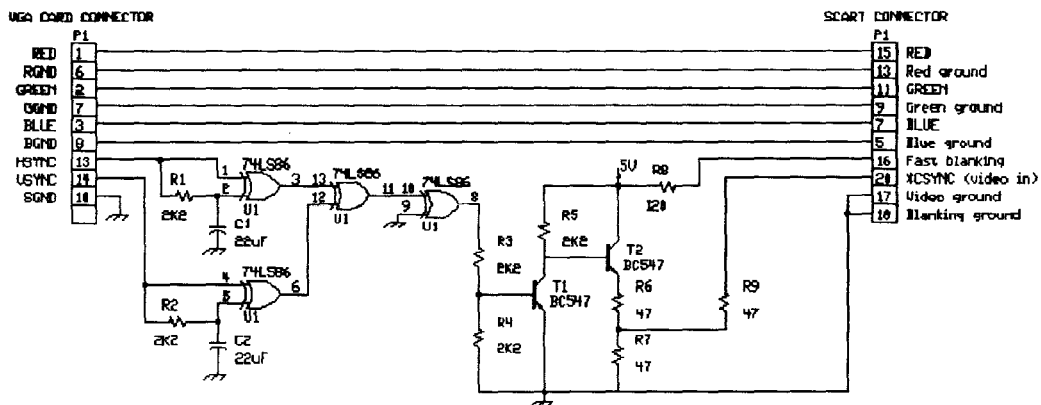 VGA CARD CONNECTOR
SCART CONNECTOR
P1
P1
RED 1
15 RED
RGND 6
13 Red ground
GREEN 2
11 GREEN
GGND 7
9 Green ground
BLUE 3
7 BLUE
BGND 8
5 Blue ground
HSYNC 13
16 Fast blanking
VSYNC 14
20 XCSYNC (video in)
SGND 10
17 Video ground
18 Blanking ground
74LS86
74LS86
74LS86
5V
R8
120
1
2
3
13
12
11
10
9
8
R1
2K2
U1
U1
U1
C1
22uF
R5
2K2
R3
2K2
T2
BC547
74LS86
4
5
6
U1
T1
BC547
R6
47
R9
47
R2
2K2
C2
22uF
R4
2K2
R7
47